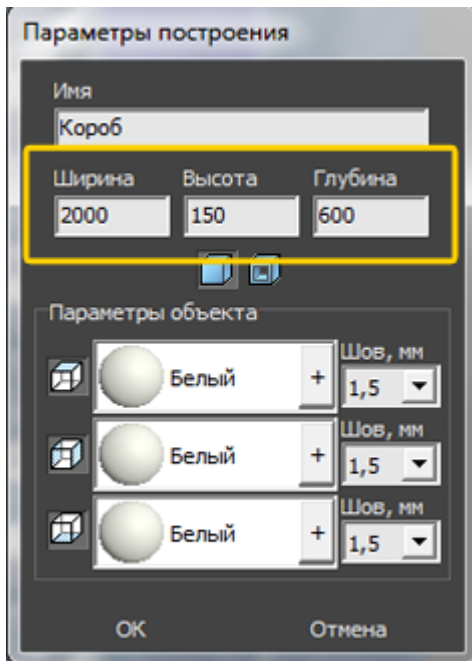 Параметры построения
Имя
Короб
Ширина Высота Глубина
2000 150 600
Параметры объекта
Шов, мм
Белый + 1,5
Шов, мм
Белый + 1,5
Шов, мм
Белый + 1,5
ОК Отмена